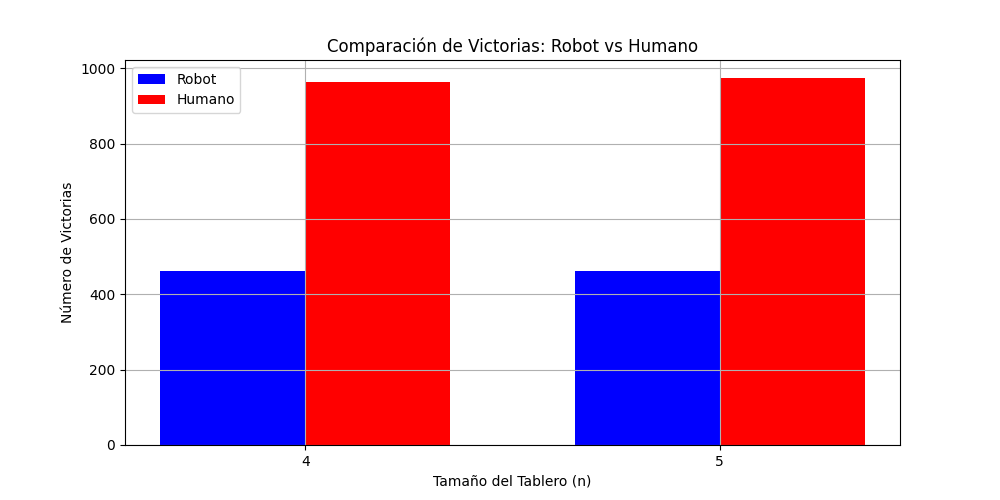 Comparación de Victorias: Robot vs Humano
Robot
Humano
Número de Victorias
1000
800
600
400
200
0
4
5
Tamaño del Tablero (n)